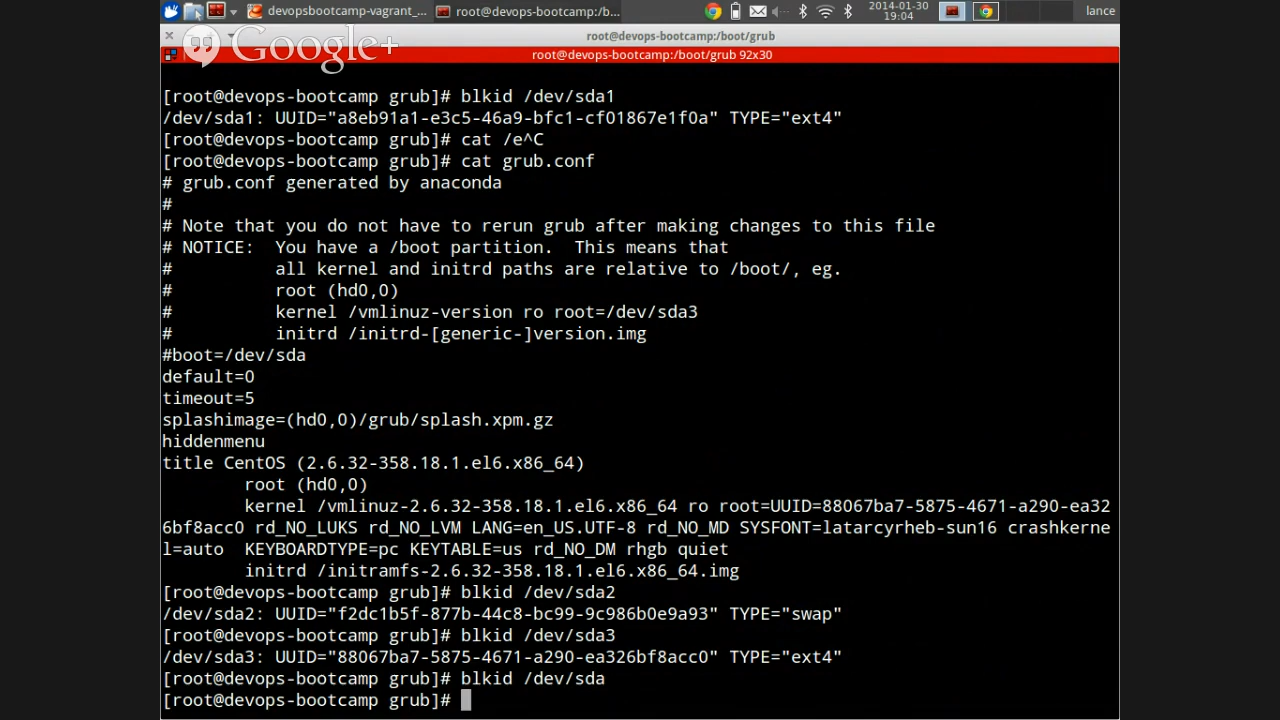 devopsbootcamp-vagrant_...
root@devops-bootcamp:/b...
2014-01-30
19:04
lance
Google+
root@devops-bootcamp:/boot/grub
root@devops-bootcamp:/boot/grub 92x30
[root@devops-bootcamp grub]# blkid /dev/sda1
/dev/sda1: UUID="a8eb91a1-e3c5-46a9-bfc1-cf01867e1f0a" TYPE="ext4"
[root@devops-bootcamp grub]# cat /e^C
[root@devops-bootcamp grub]# cat grub.conf
# grub.conf generated by anaconda
#
# Note that you do not have to rerun grub after making changes to this file
# NOTICE:  You have a /boot partition.  This means that
#          all kernel and initrd paths are relative to /boot/, eg.
#          root (hd0,0)
#          kernel /vmlinuz-version ro root=/dev/sda3
#          initrd /initrd-[generic-]version.img
#boot=/dev/sda
default=0
timeout=5
splashimage=(hd0,0)/grub/splash.xpm.gz
hiddenmenu
title CentOS (2.6.32-358.18.1.el6.x86_64)
        root (hd0,0)
        kernel /vmlinuz-2.6.32-358.18.1.el6.x86_64 ro root=UUID=88067ba7-5875-4671-a290-ea32
6bf8acc0 rd_NO_LUKS rd_NO_LVM LANG=en_US.UTF-8 rd_NO_MD SYSFONT=latarcyrheb-sun16 crashkerne
l=auto  KEYBOARDTYPE=pc KEYTABLE=us rd_NO_DM rhgb quiet
        initrd /initramfs-2.6.32-358.18.1.el6.x86_64.img
[root@devops-bootcamp grub]# blkid /dev/sda2
/dev/sda2: UUID="f2dc1b5f-877b-44c8-bc99-9c986b0e9a93" TYPE="swap"
[root@devops-bootcamp grub]# blkid /dev/sda3
/dev/sda3: UUID="88067ba7-5875-4671-a290-ea326bf8acc0" TYPE="ext4"
[root@devops-bootcamp grub]# blkid /dev/sda
[root@devops-bootcamp grub]#